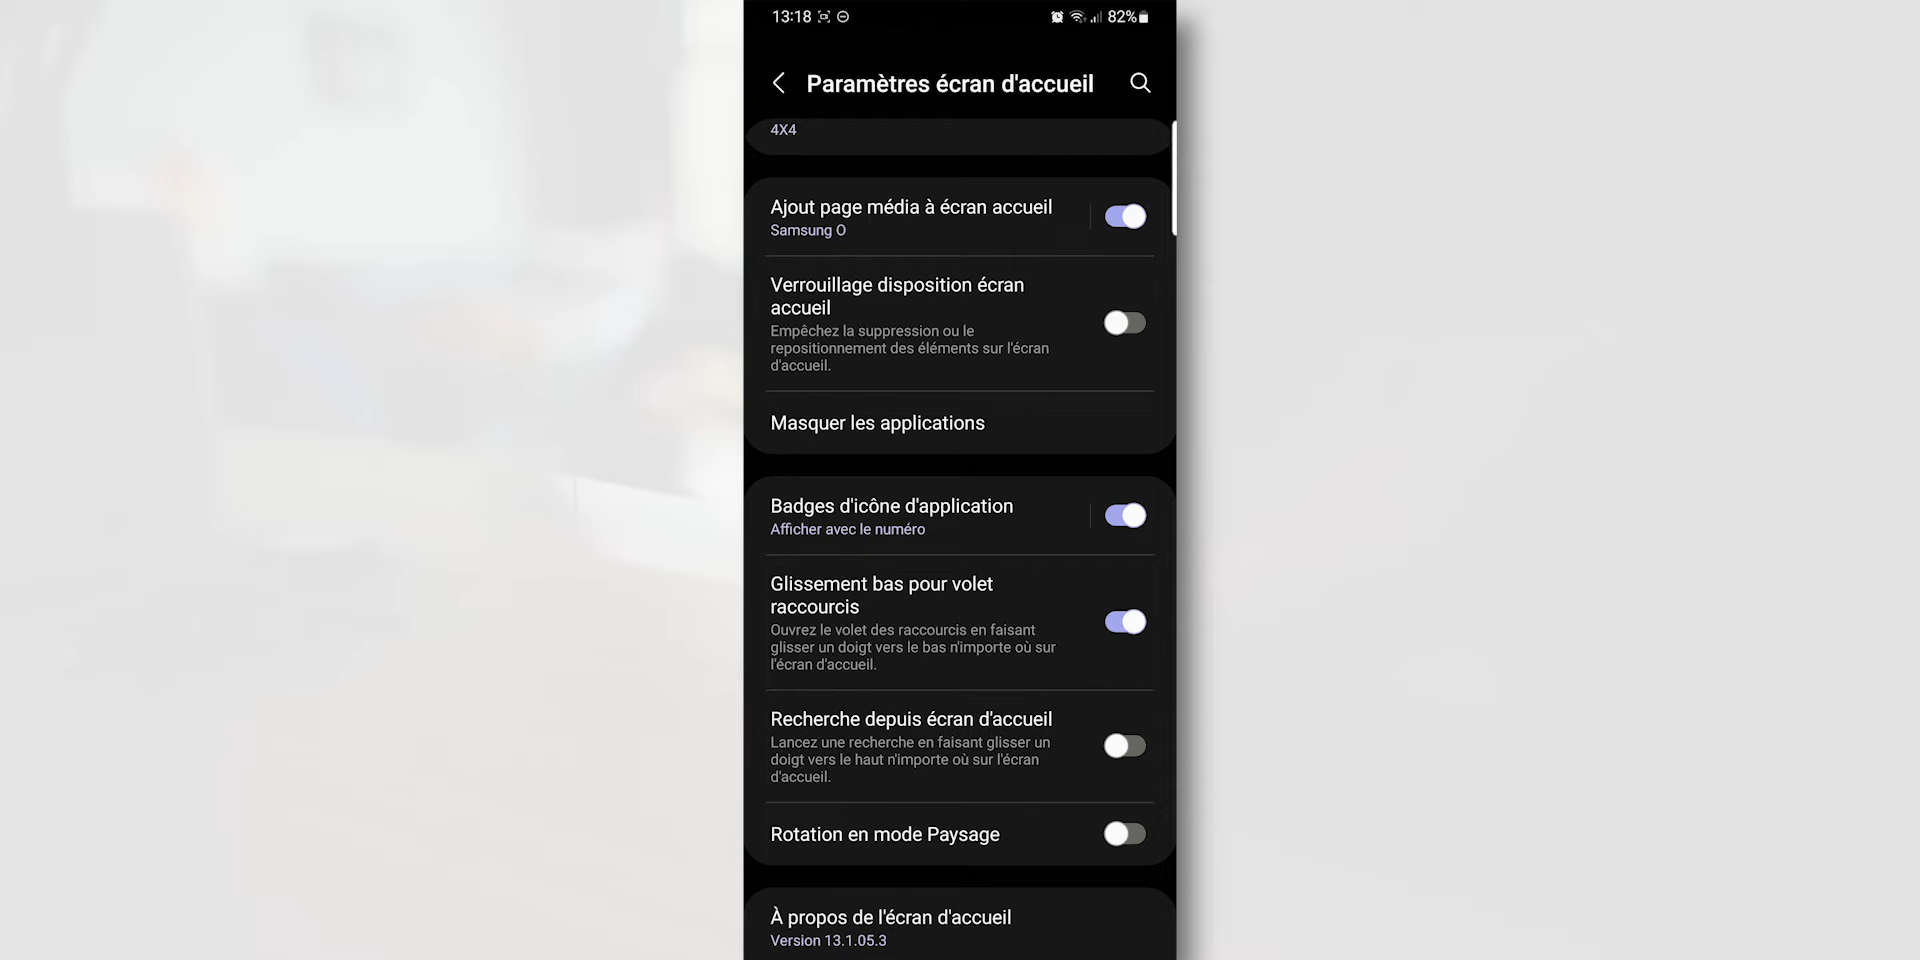 13:18
82%
Paramètres écran d'accueil
4X4
Ajout page média à écran accueil
Samsung O
Verrouillage disposition écran
accueil
Empêchez la suppression ou le
repositionnement des éléments sur l'écran
d'accueil.
Masquer les applications
Badges d'icône d'application
Afficher avec le numéro
Glissement bas pour volet
raccourcis
Ouvrez le volet des raccourcis en faisant
glisser un doigt vers le bas n'importe où sur
l'écran d'accueil.
Recherche depuis écran d'accueil
Lancez une recherche en faisant glisser un
doigt vers le haut n'importe où sur l'écran
d'accueil.
Rotation en mode Paysage
À propos de l'écran d'accueil
Version 13.1.05.3